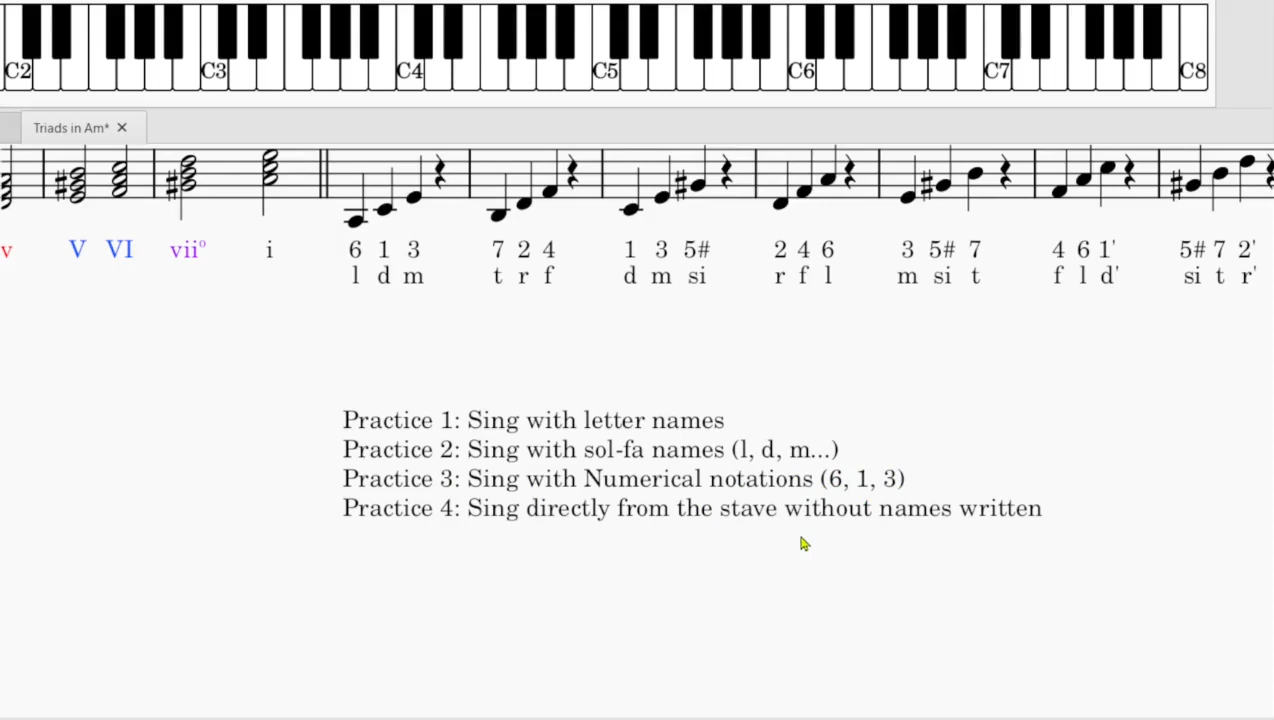 C2 C3 C4 C5 C6 C7 C8
Triads in Am*
v V VI viiº i 6 1 3 7 2 4 1 3 5# 2 4 6 3 5# 7 4 6 1' 5# 7 2'
l d m t r f d m si r f l m si t f l d' si t r'
Practice 1: Sing with letter names
Practice 2: Sing with sol-fa names (l, d, m...)
Practice 3: Sing with Numerical notations (6, 1, 3)
Practice 4: Sing directly from the stave without names written